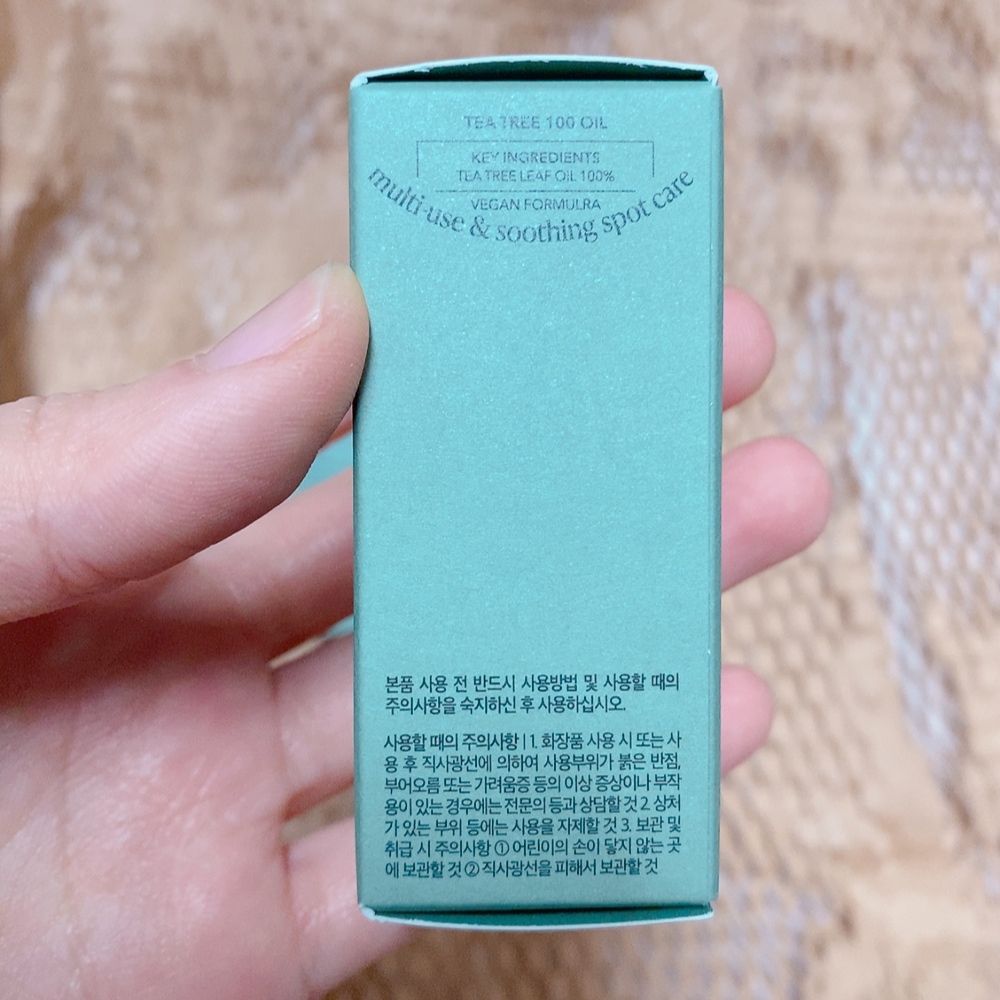 TEA TREE 100 OIL
KEY INGREDIENTS
TEA TREE LEAF OIL 100%
VEGAN FORMULRA
multi-use & soothing spot care
본품 사용 전 반드시 사용방법 및 사용할 때의
주의사항을 숙지하신 후 사용하십시오.
사용할 때의 주의사항 | 1. 화장품 사용 시 또는 사
용 후 직사광선에 의하여 사용부위가 붉은 반점,
부어오름 또는 가려움증 등의 이상 증상이나 부작
용이 있는 경우에는 전문의 등과 상담할 것 2. 상처
가 있는 부위 등에는 사용을 자제할 것 3. 보관 및
취급 시 주의사항 ① 어린이의 손이 닿지 않는 곳
에 보관할 것 ② 직사광선을 피해서 보관할 것